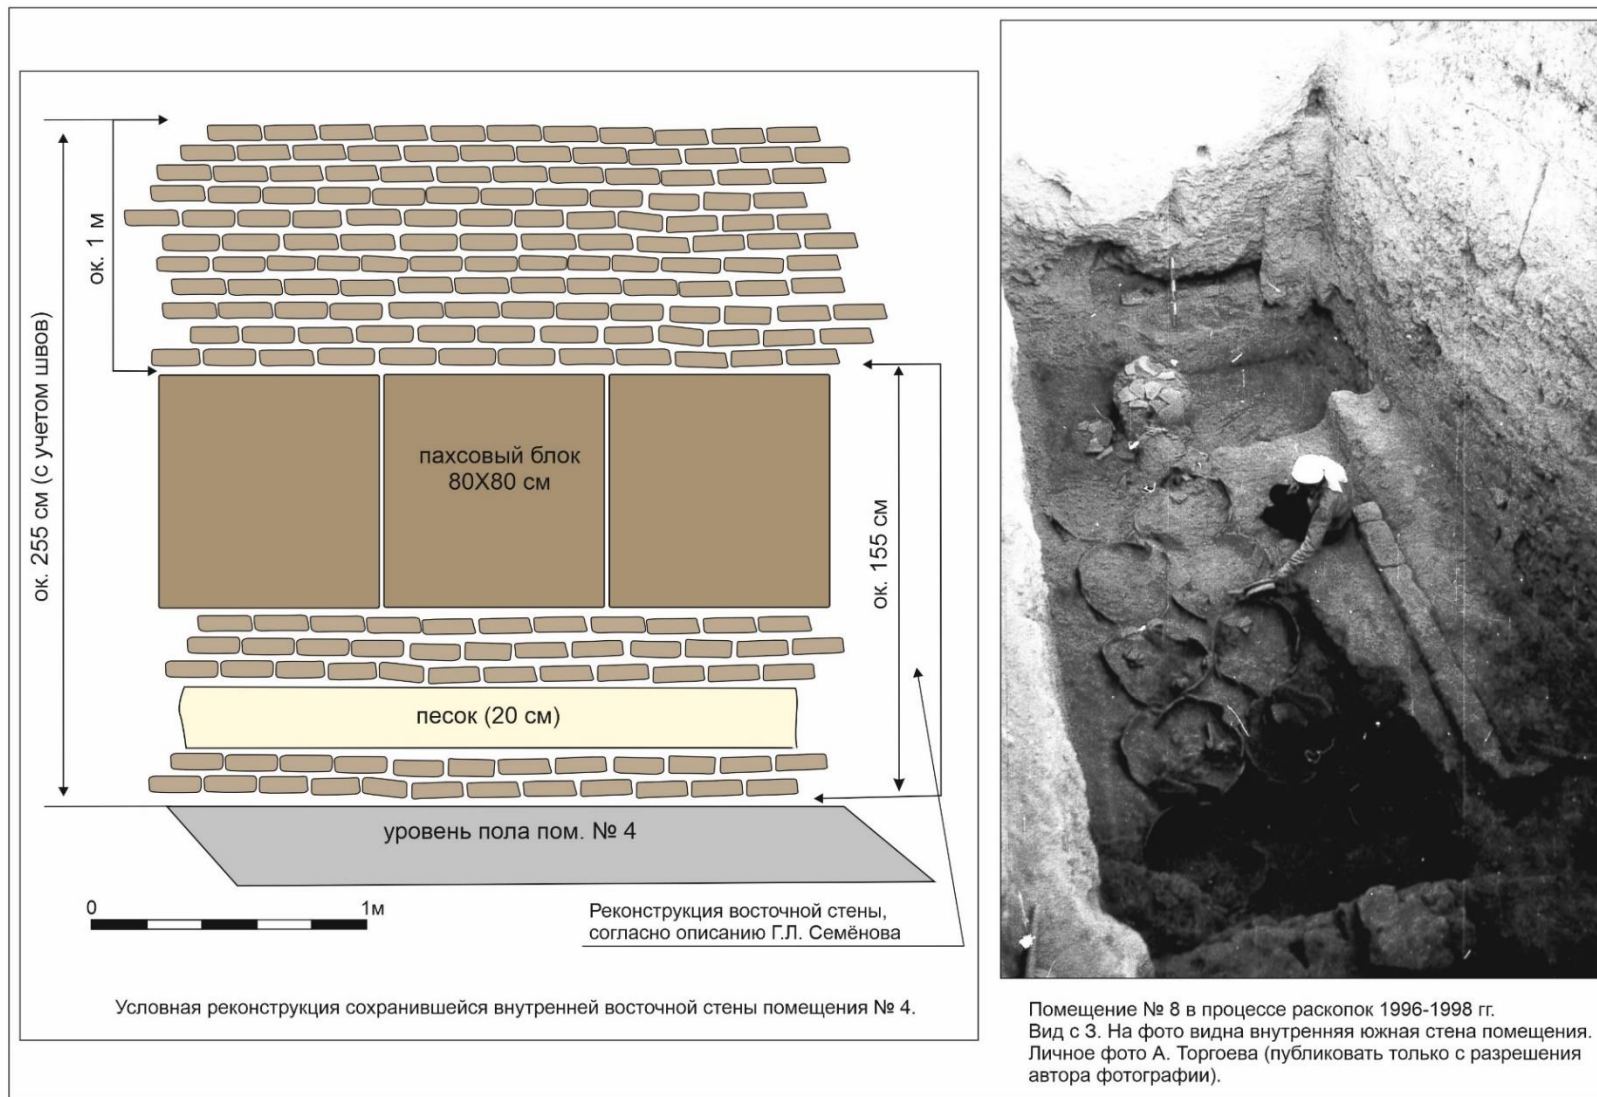 ок. 255 см (с учетом швов)
ок. 1 м
пахсовый блок
80X80 см
ок. 155 см
песок (20 см)
уровень пола пом. № 4
0
1м
Реконструкция восточной стены,
согласно описанию Г.Л. Семёнова
Условная реконструкция сохранившейся внутренней восточной стены помещения № 4.
Помещение № 8 в процессе раскопок 1996-1998 гг.
Вид с З. На фото видна внутренняя южная стена помещения.
Личное фото А. Торгоева (публиковать только с разрешения
автора фотографии).